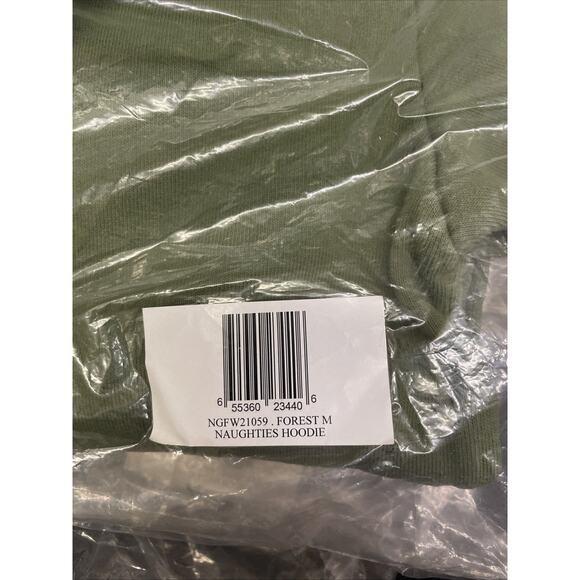 6 55360 23440 6
NGFW21059 . FOREST M
NAUGHTIES HOODIE